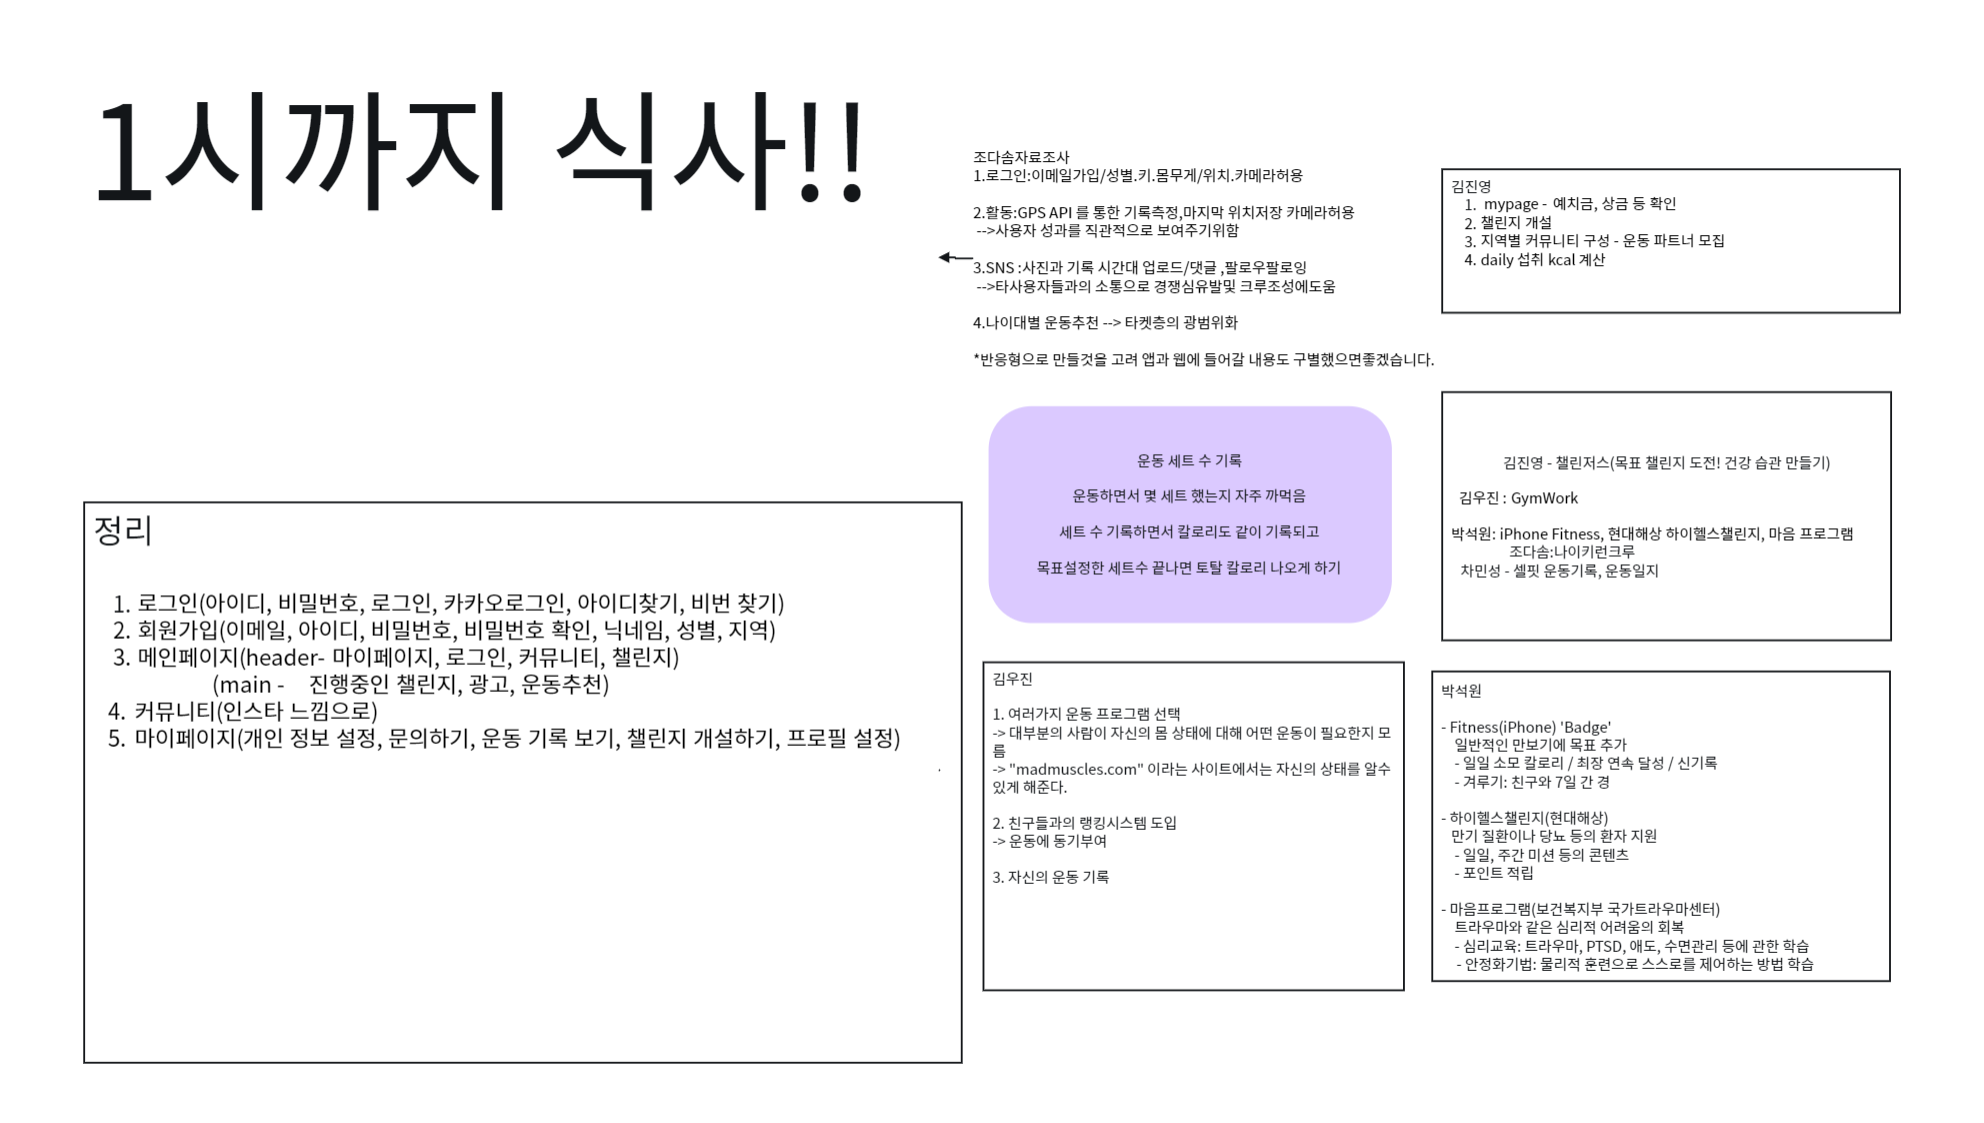 1시까지 식사!!
조다솜자료조사
1.로그인:이메일가입/성별.키.몸무게/위치.카메라허용
2.활동:GPS API 를 통한 기록측정,마지막 위치저장 카메라허용
-->사용자 성과를 직관적으로 보여주기위함
3.SNS :사진과 기록 시간대 업로드/댓글 ,팔로우팔로잉
-->타사용자들과의 소통으로 경쟁심유발및 크루조성에도움
4.나이대별 운동추천 --> 타켓층의 광범위화
*반응형으로 만들것을 고려 앱과 웹에 들어갈 내용도 구별했으면좋겠습니다.
김진영
1. mypage - 예치금, 상금 등 확인
2. 챌린지 개설
3. 지역별 커뮤니티 구성 - 운동 파트너 모집
4. daily 섭취 kcal 계산
운동 세트 수 기록
운동하면서 몇 세트 했는지 자주 까먹음
세트 수 기록하면서 칼로리도 같이 기록되고
목표설정한 세트수 끝나면 토탈 칼로리 나오게 하기
김진영 - 챌린저스(목표 챌린지 도전! 건강 습관 만들기)
김우진 : GymWork
박석원: iPhone Fitness, 현대해상 하이헬스챌린지, 마음 프로그램
조다솜:나이키런크루
차민성 - 셀핏 운동기록, 운동일지
정리
1. 로그인(아이디, 비밀번호, 로그인, 카카오로그인, 아이디찾기, 비번 찾기)
2. 회원가입(이메일, 아이디, 비밀번호, 비밀번호 확인, 닉네임, 성별, 지역)
3. 메인페이지(header- 마이페이지, 로그인, 커뮤니티, 챌린지)
(main - 진행중인 챌린지, 광고, 운동추천)
4. 커뮤니티(인스타 느낌으로)
5. 마이페이지(개인 정보 설정, 문의하기, 운동 기록 보기, 챌린지 개설하기, 프로필 설정)
김우진
1. 여러가지 운동 프로그램 선택
-> 대부분의 사람이 자신의 몸 상태에 대해 어떤 운동이 필요한지 모
름
-> "madmuscles.com" 이라는 사이트에서는 자신의 상태를 알수
있게 해준다.
2. 친구들과의 랭킹시스템 도입
-> 운동에 동기부여
3. 자신의 운동 기록
박석원
- Fitness(iPhone) 'Badge'
일반적인 만보기에 목표 추가
- 일일 소모 칼로리 / 최장 연속 달성 / 신기록
- 겨루기: 친구와 7일 간 경
- 하이헬스챌린지(현대해상)
만기 질환이나 당뇨 등의 환자 지원
- 일일, 주간 미션 등의 콘텐츠
- 포인트 적립
- 마음프로그램(보건복지부 국가트라우마센터)
트라우마와 같은 심리적 어려움의 회복
- 심리교육: 트라우마, PTSD, 애도, 수면관리 등에 관한 학습
- 안정화기법: 물리적 훈련으로 스스로를 제어하는 방법 학습